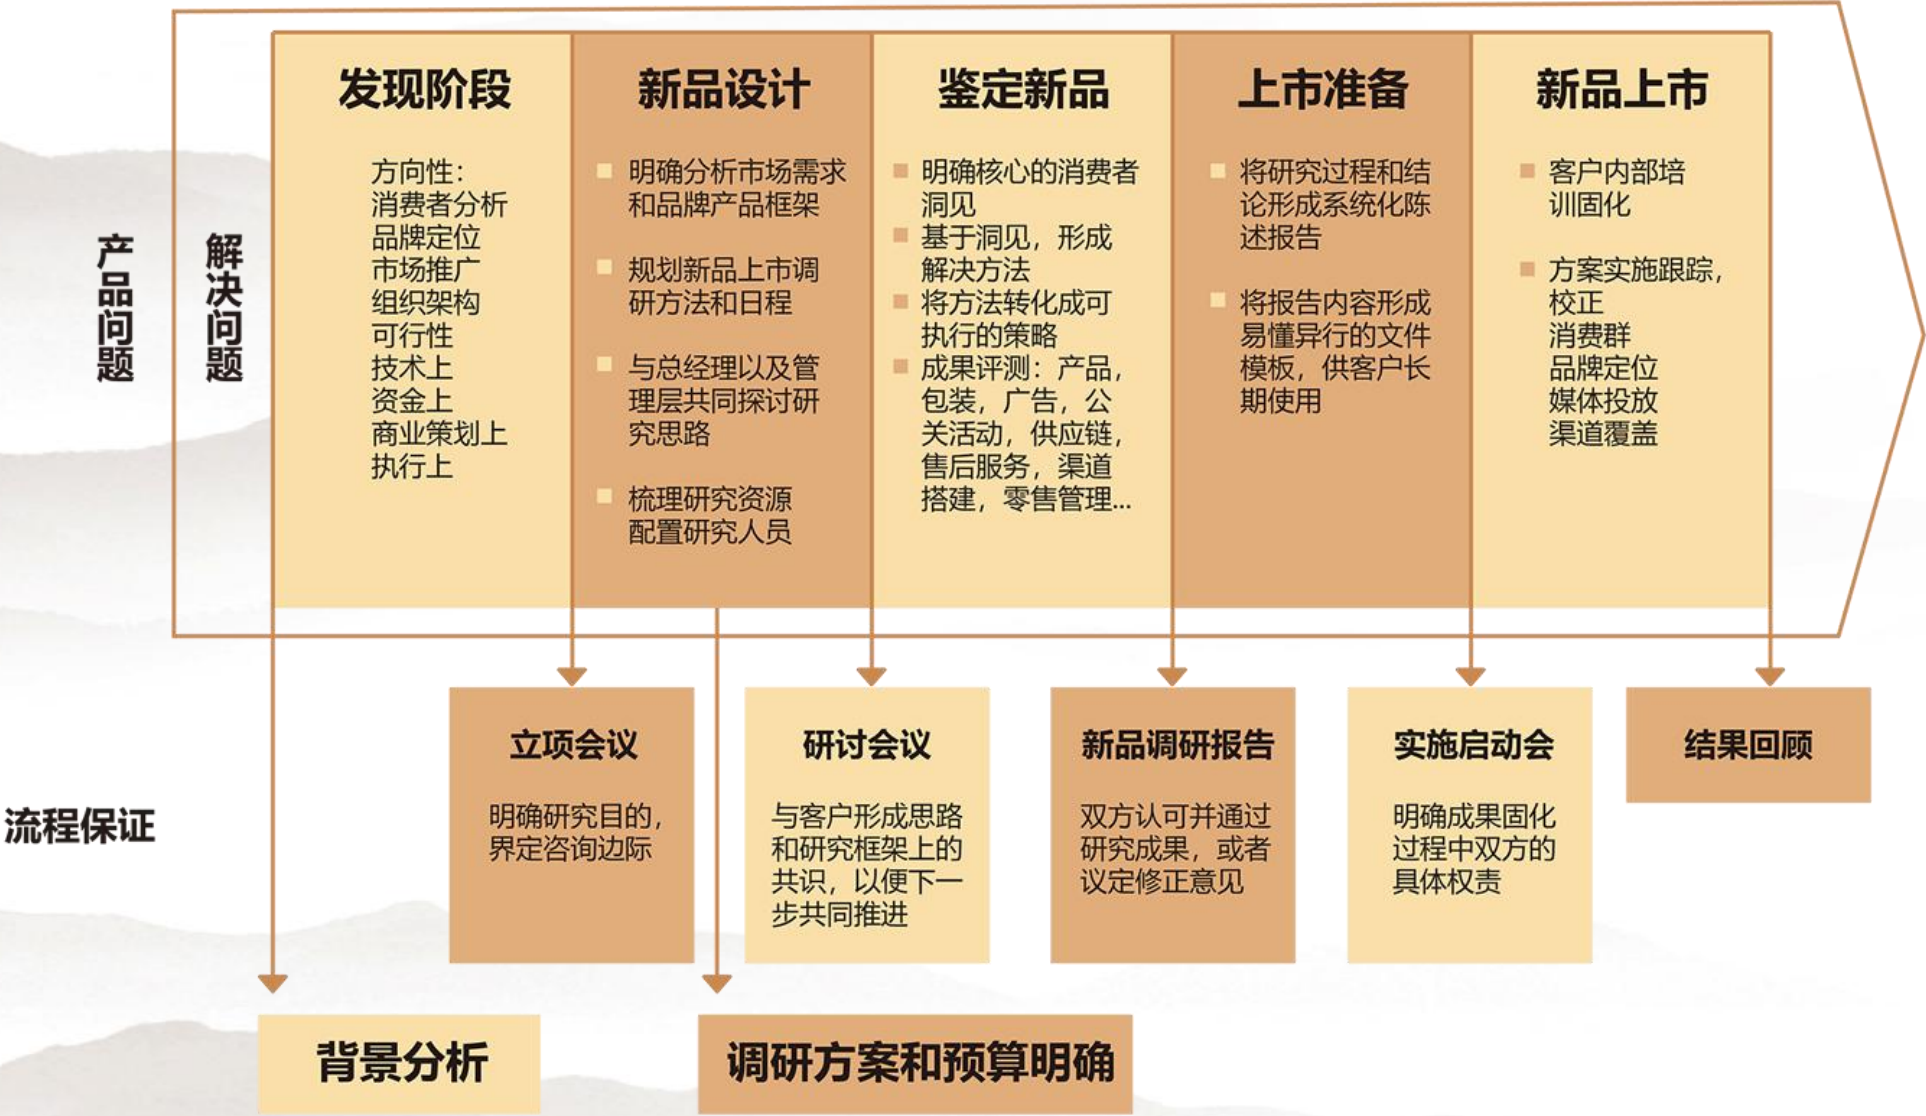 产品问题
解决问题
发现阶段
方向性：
消费者分析
品牌定位
市场推广
组织架构
可行性
技术上
资金上
商业策划上
执行上
新品设计
明确分析市场需求
和品牌产品框架
规划新品上市调
研方法和日程
与总经理以及管
理层共同探讨研
究思路
梳理研究资源
配置研究人员
鉴定新品
明确核心的消费者
洞见
基于洞见，形成
解决方法
将方法转化成可
执行的策略
成果评测：产品，
包装，广告，公
关活动，供应链，
售后服务，渠道
搭建，零售管理...
上市准备
将研究过程和结
论形成系统化陈
述报告
将报告内容形成
易懂异行的文件
模板，供客户长
期使用
新品上市
客户内部培
训固化
方案实施跟踪，
校正
消费群
品牌定位
媒体投放
渠道覆盖
流程保证
立项会议
明确研究目的，
界定咨询边际
研讨会议
与客户形成思路
和研究框架上的
共识，以便下一
步共同推进
新品调研报告
双方认可并通过
研究成果，或者
议定修正意见
实施启动会
明确成果固化
过程中双方的
具体权责
结果回顾
背景分析
调研方案和预算明确